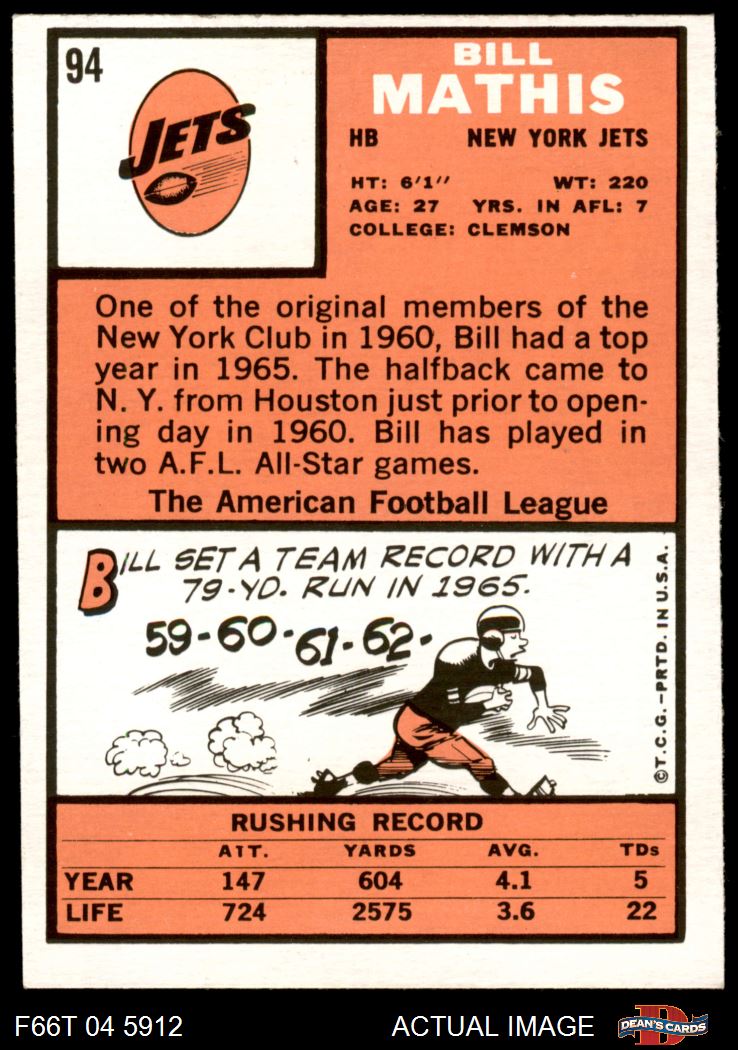 94
JETS
BILL
MATHIS
HB NEW YORK JETS
HT: 6'1'' WT: 220
AGE: 27 YRS. IN AFL: 7
COLLEGE: CLEMSON
One of the original members of the
New York Club in 1960, Bill had a top
year in 1965. The halfback came to
N. Y. from Houston just prior to open-
ing day in 1960. Bill has played in
two A.F.L. All-Star games.
The American Football League
BILL SET A TEAM RECORD WITH A
79-YD. RUN IN 1965.
59-60-61-62-
©T.C.G.-PRTD. IN U.S.A.
RUSHING RECORD
ATT. YARDS AVG. TDs
YEAR 147 604 4.1 5
LIFE 724 2575 3.6 22
F66T 04 5912 ACTUAL IMAGE D DEAN'S CARDS